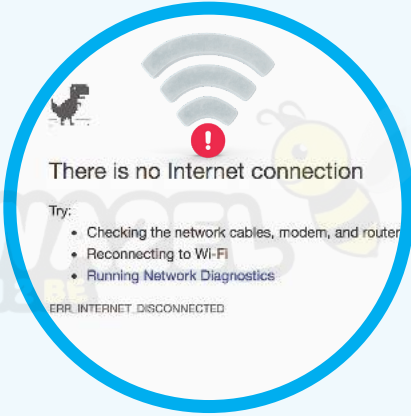 There is no Internet connection
Try:
• Checking the network cables, modem, and router
• Reconnecting to Wi-Fi
• Running Network Diagnostics
ERR_INTERNET_DISCONNECTED